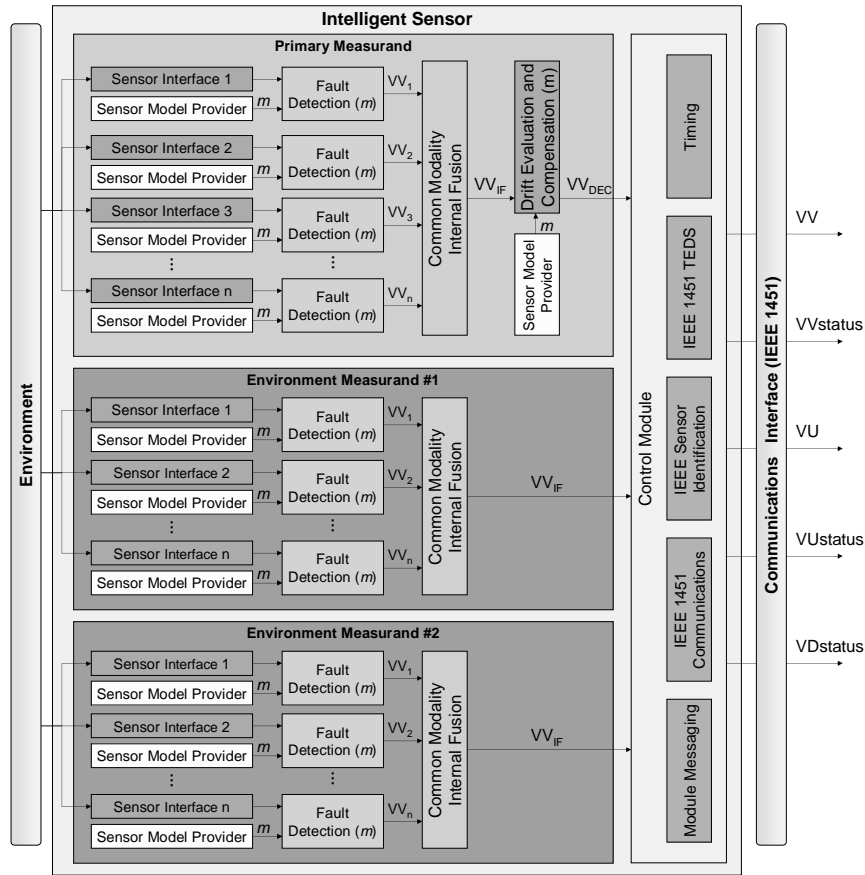 Intelligent Sensor
Environment
Primary Measurand
Sensor Interface 1
Sensor Model Provider
m
Fault
Detection (m)
VV1
Sensor Interface 2
Sensor Model Provider
m
Fault
Detection (m)
VV2
Sensor Interface 3
Sensor Model Provider
m
Fault
Detection (m)
VV3
...
...
Sensor Interface n
Sensor Model Provider
m
Fault
Detection (m)
VVn
Common Modality
Internal Fusion
VVIF
Drift Evaluation and
Compensation (m)
m
Sensor Model
Provider
VVDEC
Environment Measurand #1
Sensor Interface 1
Sensor Model Provider
m
Fault
Detection (m)
VV1
Sensor Interface 2
Sensor Model Provider
m
Fault
Detection (m)
VV2
...
...
Sensor Interface n
Sensor Model Provider
m
Fault
Detection (m)
VVn
Common Modality
Internal Fusion
VVIF
Environment Measurand #2
Sensor Interface 1
Sensor Model Provider
m
Fault
Detection (m)
VV1
Sensor Interface 2
Sensor Model Provider
m
Fault
Detection (m)
VV2
...
...
Sensor Interface n
Sensor Model Provider
m
Fault
Detection (m)
VVn
Common Modality
Internal Fusion
VVIF
Control Module
Timing
IEEE 1451 TEDS
IEEE Sensor
Identification
IEEE 1451
Communications
Module Messaging
Communications Interface (IEEE 1451)
VV
VVstatus
VU
VUstatus
VDstatus